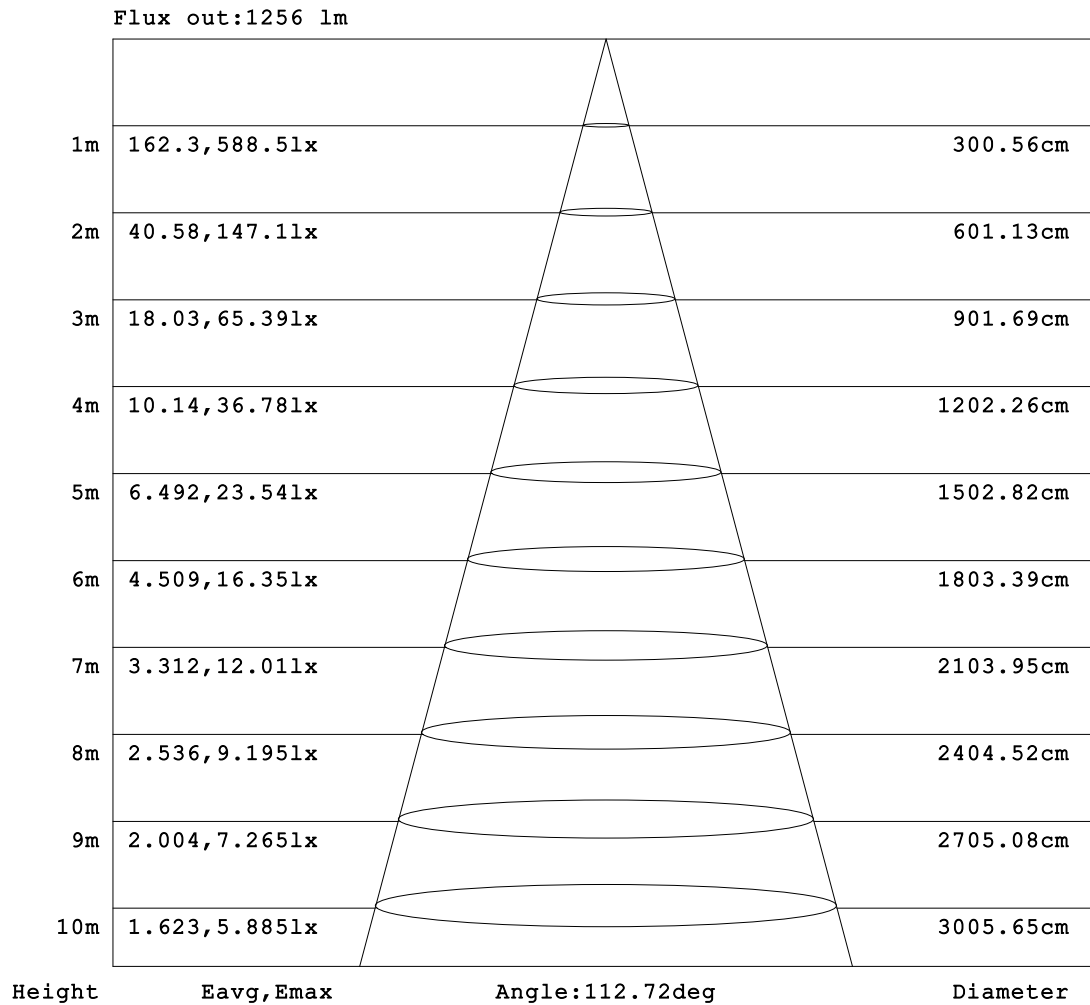 Flux out:1256 lm
1m 162.3,588.5lx 300.56cm
2m 40.58,147.1lx 601.13cm
3m 18.03,65.39lx 901.69cm
4m 10.14,36.78lx 1202.26cm
5m 6.492,23.54lx 1502.82cm
6m 4.509,16.35lx 1803.39cm
7m 3.312,12.01lx 2103.95cm
8m 2.536,9.195lx 2404.52cm
9m 2.004,7.265lx 2705.08cm
10m 1.623,5.885lx 3005.65cm
Height Eavg,Emax Angle:112.72deg Diameter